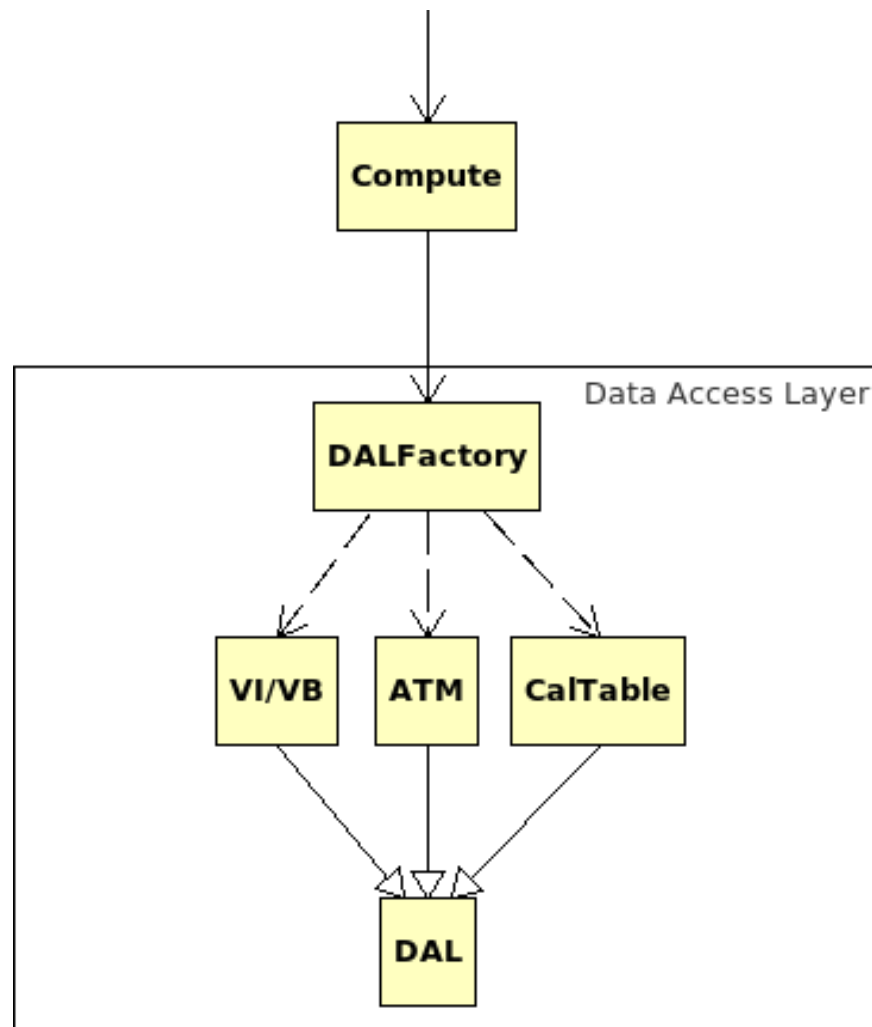 Compute
Data Access Layer
DALFactory
VI/VB
ATM
CalTable
DAL